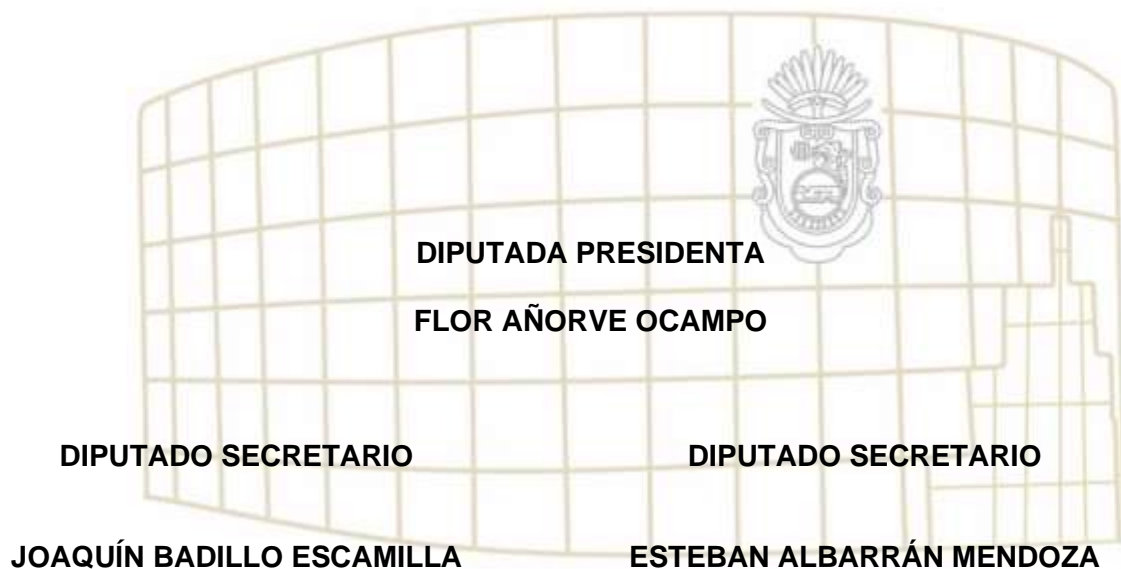 DIPUTADA PRESIDENTA
FLOR AÑORVE OCAMPO
DIPUTADO SECRETARIO DIPUTADO SECRETARIO
JOAQUÍN BADILLO ESCAMILLA ESTEBAN ALBARRÁN MENDOZA